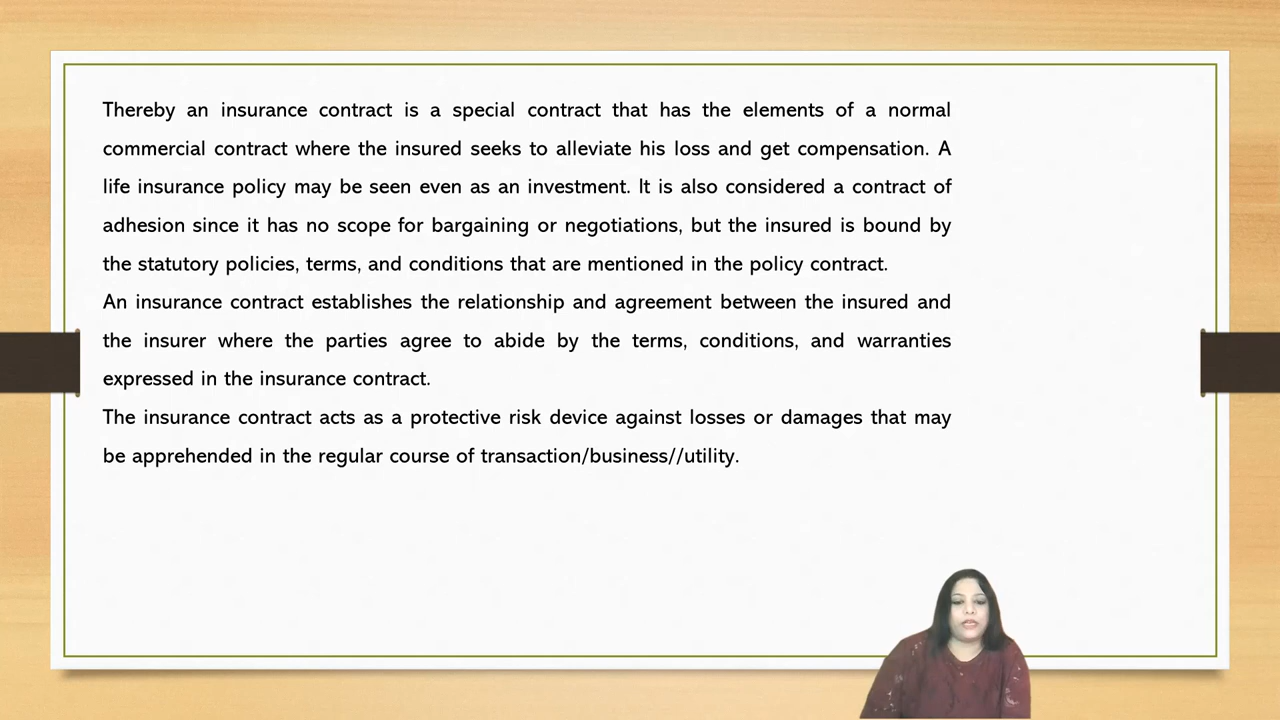 Thereby an insurance contract is a special contract that has the elements of a normal
commercial contract where the insured seeks to alleviate his loss and get compensation. A
life insurance policy may be seen even as an investment. It is also considered a contract of
adhesion since it has no scope for bargaining or negotiations, but the insured is bound by
the statutory policies, terms, and conditions that are mentioned in the policy contract.
An insurance contract establishes the relationship and agreement between the insured and
the insurer where the parties agree to abide by the terms, conditions, and warranties
expressed in the insurance contract.
The insurance contract acts as a protective risk device against losses or damages that may
be apprehended in the regular course of transaction/business//utility.